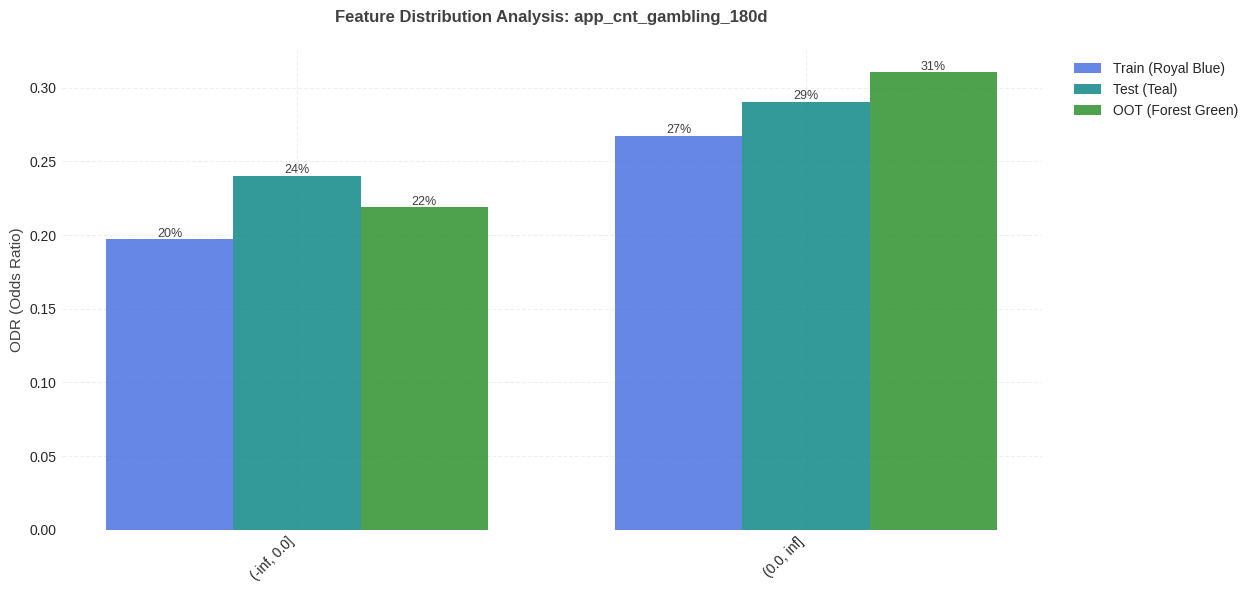 Feature Distribution Analysis: app_cnt_gambling_180d
Train (Royal Blue)
Test (Teal)
OOT (Forest Green)
ODR (Odds Ratio)
0.30
0.25
0.20
0.15
0.10
0.05
0.00
20%
24%
22%
27%
29%
31%
(-inf, 0.0]
(0.0, inf]